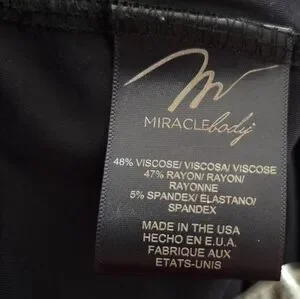 MIRACLEbody
48% VISCOSE/ VISCOSA/ VISCOSE
47% RAYON/ RAYON/
RAYONNE
5% SPANDEX/ ELASTANO/
SPANDEX
MADE IN THE USA
HECHO EN E.U.A.
FABRIQUE AUX
ETATS-UNIS